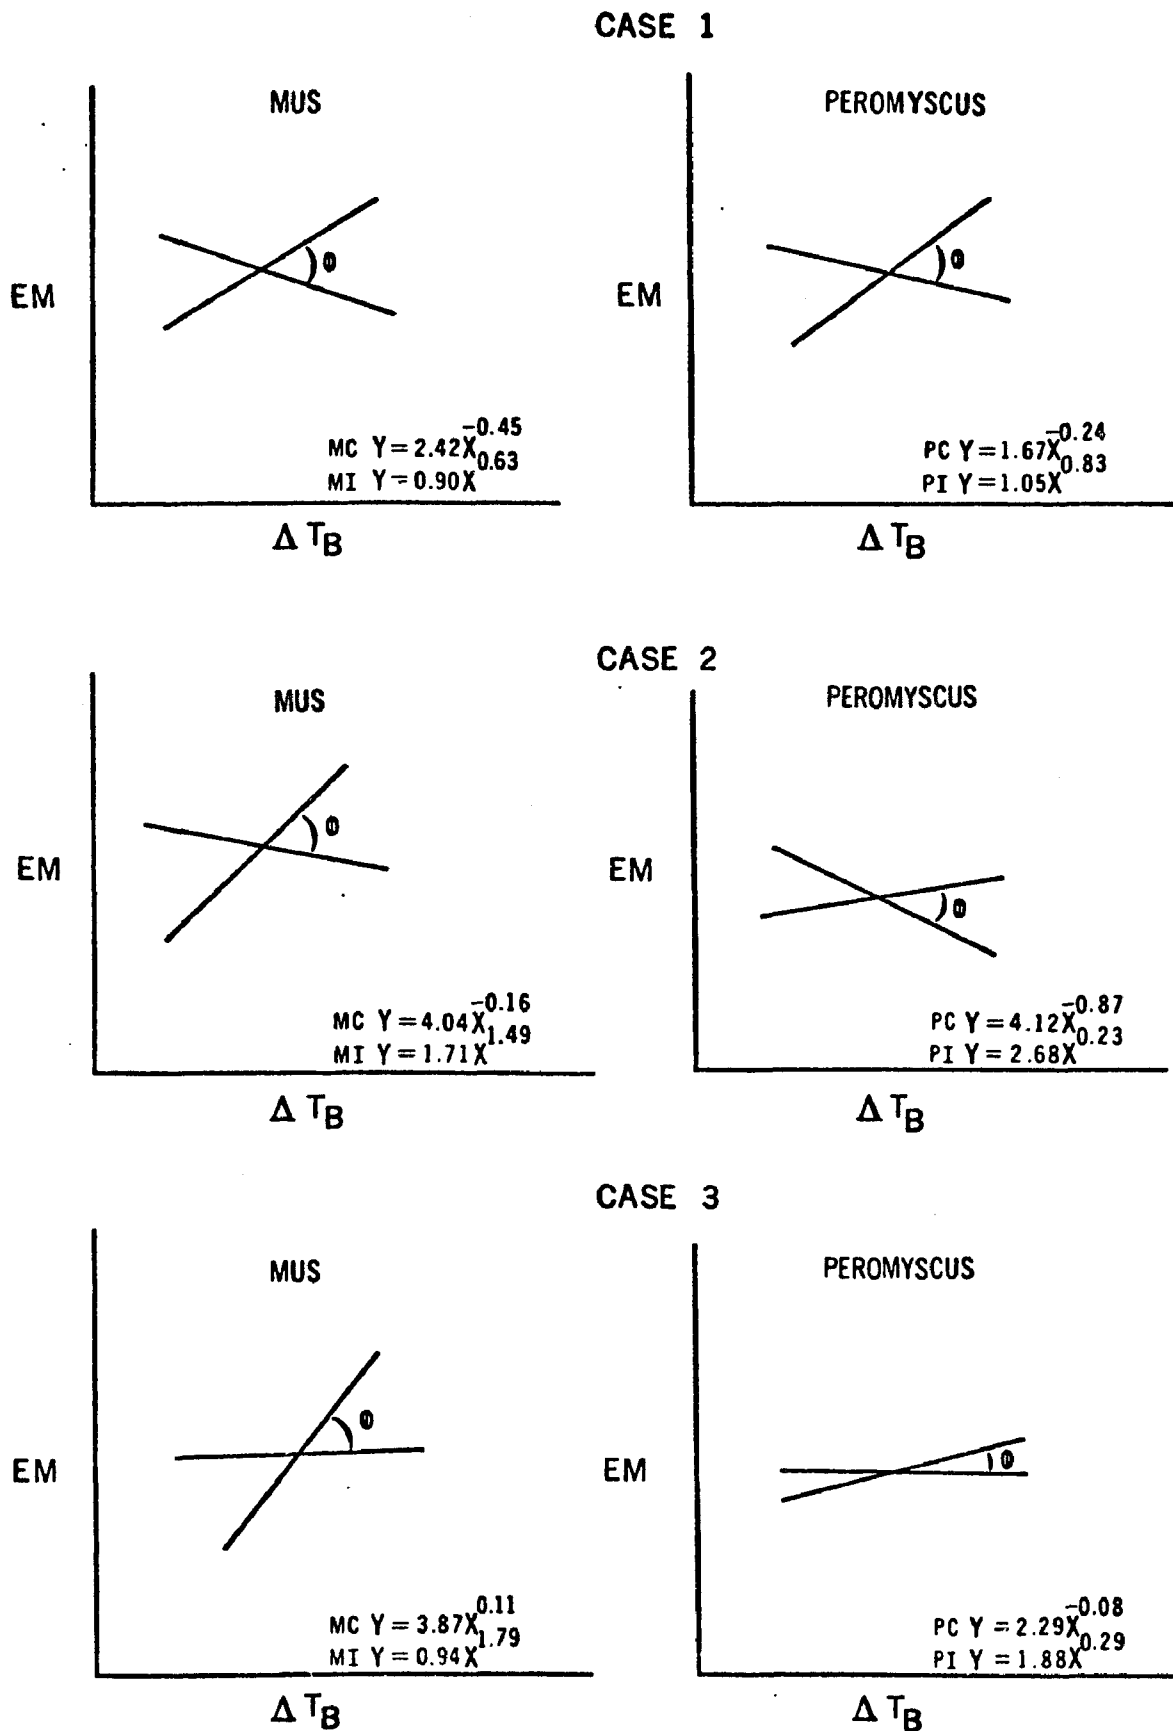 CASE 1
MUS
EM
Θ
MC Y=2.42X^-0.45
MI Y=0.90X^0.63
Δ T_B
PEROMYSCUS
EM
Θ
PC Y=1.67X^-0.24
PI Y=1.05X^0.83
Δ T_B
CASE 2
MUS
EM
Θ
MC Y=4.04X^-0.16
MI Y=1.71X^1.49
Δ T_B
PEROMYSCUS
EM
Θ
PC Y=4.12X^-0.87
PI Y=2.68X^0.23
Δ T_B
CASE 3
MUS
EM
Θ
MC Y=3.87X^0.11
MI Y=0.94X^1.79
Δ T_B
PEROMYSCUS
EM
Θ
PC Y=2.29X^-0.08
PI Y=1.88X^0.29
Δ T_B